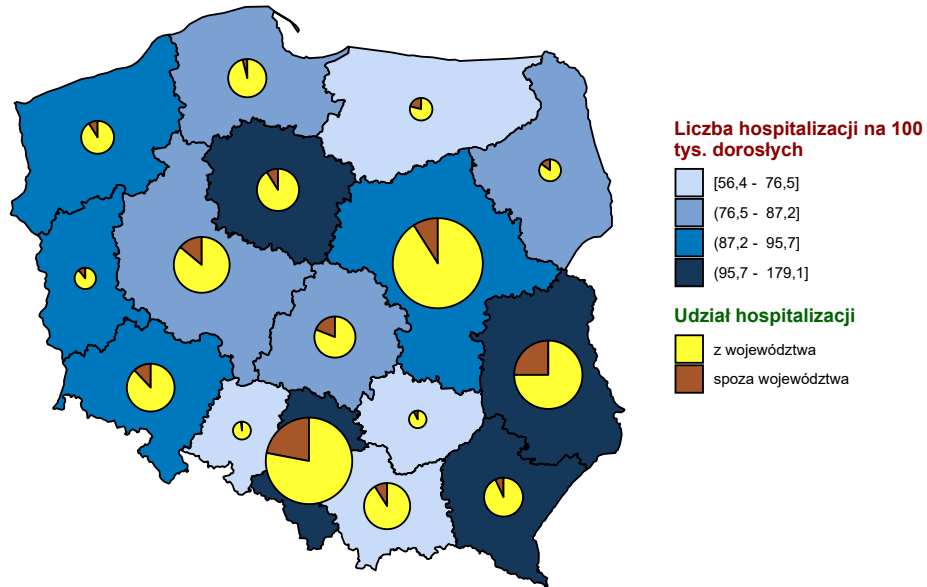 Liczba hospitalizacji na 100
tys. dorosłych
[56,4 - 76,5]
(76,5 - 87,2]
(87,2 - 95,7]
(95,7 - 179,1]
Udział hospitalizacji
z województwa
spoza województwa